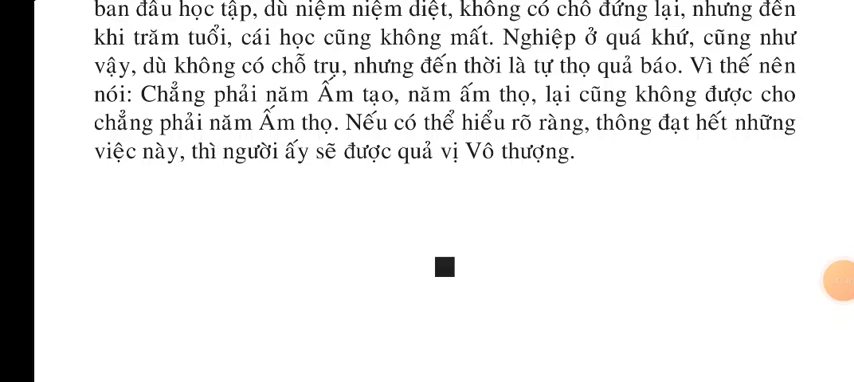 ban đầu học tập, dù niệm niệm diệt, không có chỗ đứng lại, nhưng đến
khi trăm tuổi, cái học cũng không mất. Nghiệp ở quá khứ, cũng như
vậy, dù không có chỗ trụ, nhưng đến thời là tự thọ quả báo. Vì thế nên
nói: Chẳng phải năm Ấm tạo, năm ấm thọ, lại cũng không được cho
chẳng phải năm Ấm thọ. Nếu có thể hiểu rõ ràng, thông đạt hết những
việc này, thì người ấy sẽ được quả vị Vô thượng.